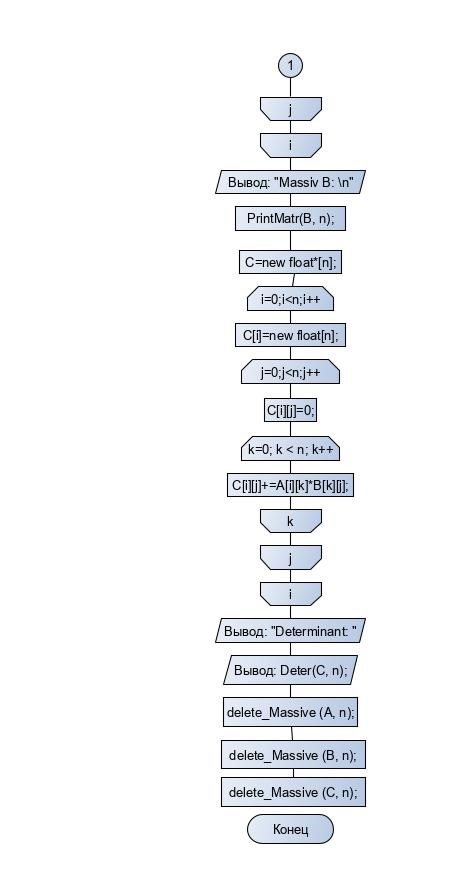 1
j
i
Вывод: "Massiv B: \n"
PrintMatr(B, n);
C=new float*[n];
i=0;i<n;i++
C[i]=new float[n];
j=0;j<n;j++
C[i][j]=0;
k=0; k < n; k++
C[i][j]+=A[i][k]*B[k][j];
k
j
i
Вывод: "Determinant: "
Вывод: Deter(C, n);
delete_Massive (A, n);
delete_Massive (B, n);
delete_Massive (C, n);
Конец